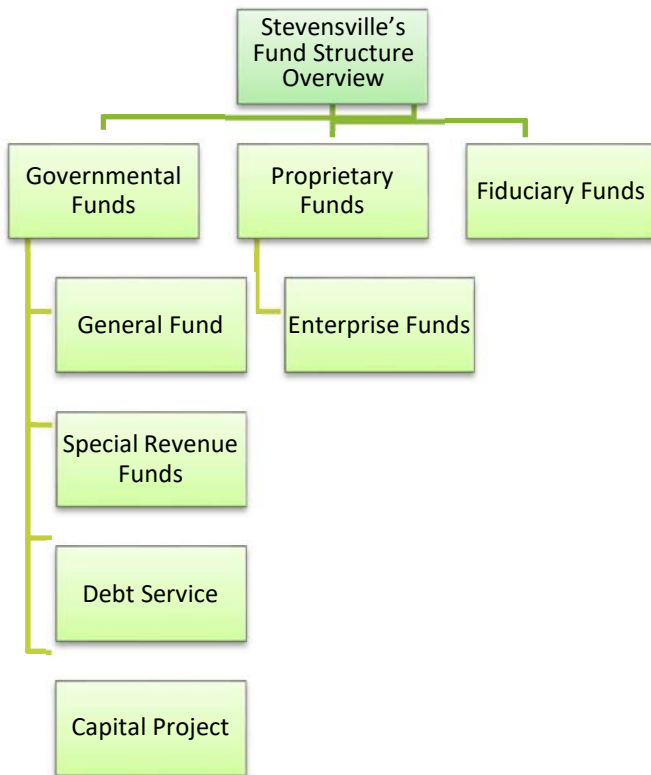 Stevensville’s
Fund Structure
Overview
Governmental
Funds
Proprietary
Funds
Fiduciary Funds
General Fund
Enterprise Funds
Special Revenue
Funds
Debt Service
Capital Project